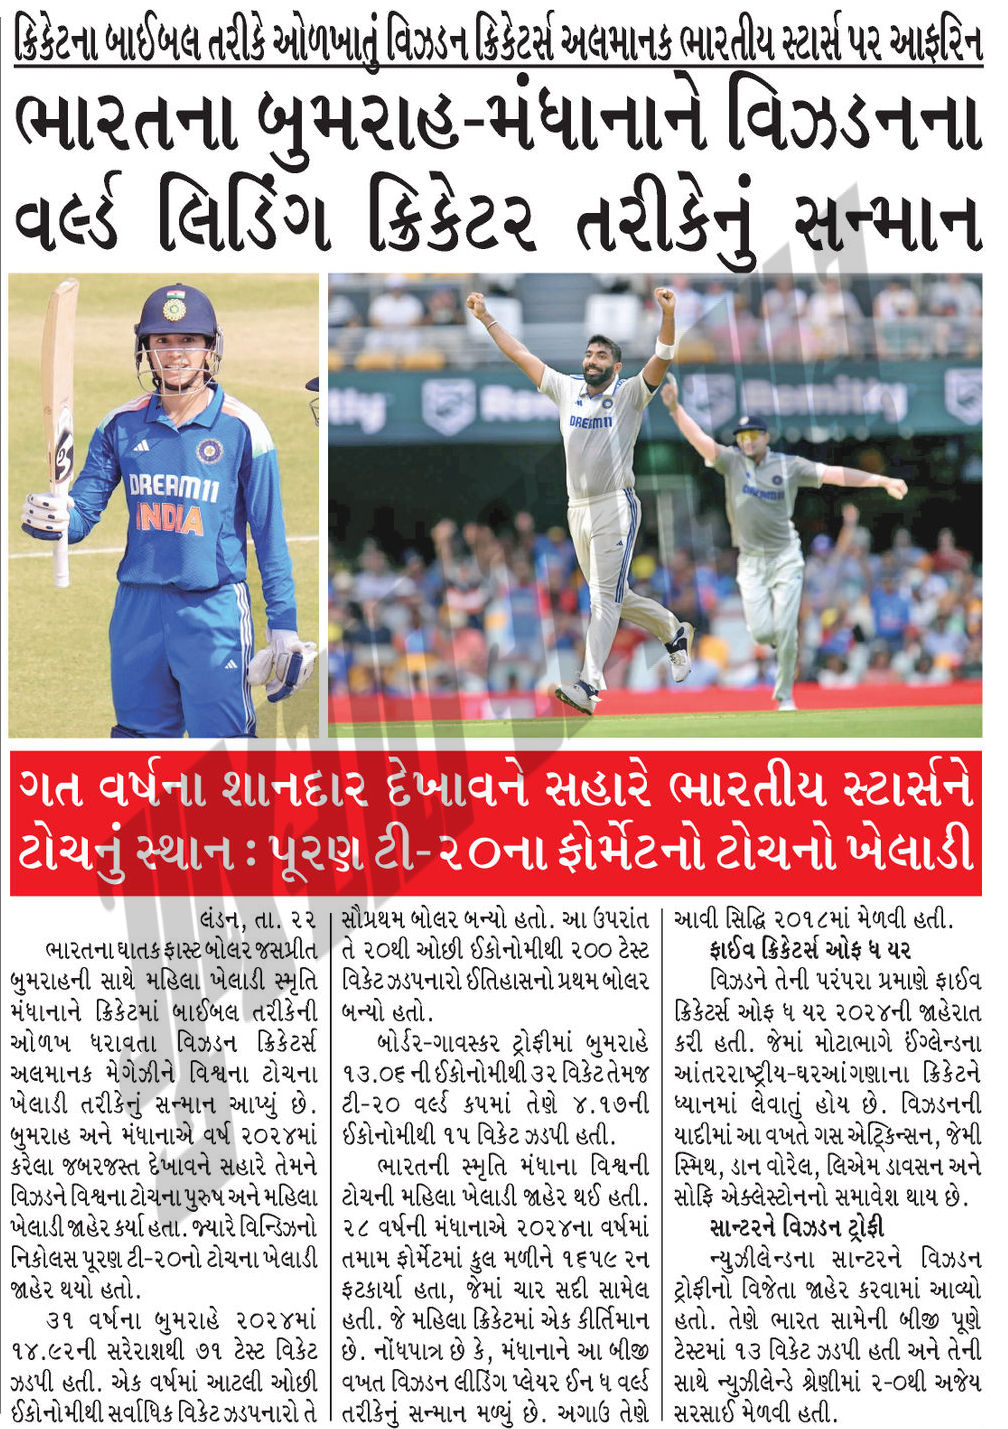 ક્રિકેટના બાઈબલ તરીકે ઓળખાતું વિઝડન ક્રિકેટર્સ અલમાનક ભારતીય સ્ટાર્સ પર આફરિન
ભારતના બુમરાહ-મંધાનાને વિઝડનના
વર્લ્ડ લિડિંગ ક્રિકેટર તરીકેનું સન્માન
DREAM11
INDIA
DREAM11
ગત વર્ષના શાનદાર દેખાવને સહારે ભારતીય સ્ટાર્સને
ટોચનું સ્થાન : પૂરણ ટી-૨૦ના ફોર્મેટનો ટોચનો ખેલાડી
લંડન, તા. ૨૨
ભારતના ઘાતક ફાસ્ટ બોલર જસપ્રીત
બુમરાહની સાથે મહિલા ખેલાડી સ્મૃતિ
મંધાનાને ક્રિકેટમાં બાઈબલ તરીકેની
ઓળખ ધરાવતા વિઝડન ક્રિકેટર્સ
અલમાનક મેગેઝીને વિશ્વના ટોચના
ખેલાડી તરીકેનું સન્માન આપ્યું છે.
બુમરાહ અને મંધાનાએ વર્ષ ૨૦૨૪માં
કરેલા જબરજસ્ત દેખાવને સહારે તેમને
વિઝડને વિશ્વના ટોચના પુરુષ અને મહિલા
ખેલાડી જાહેર કર્યા હતા. જ્યારે વિન્ડિઝનો
નિકોલસ પૂરણ ટી-૨૦નો ટોચના ખેલાડી
જાહેર થયો હતો.
૩૧ વર્ષના બુમરાહે ૨૦૨૪માં
૧૪.૯૨ની સરેરાશથી ૭૧ ટેસ્ટ વિકેટ
ઝડપી હતી. એક વર્ષમાં આટલી ઓછી
ઈકોનોમીથી સર્વાધિક વિકેટ ઝડપનારો તે
સૌપ્રથમ બોલર બન્યો હતો. આ ઉપરાંત
તે ૨૦થી ઓછી ઈકોનોમીથી ૨૦૦ ટેસ્ટ
વિકેટ ઝડપનારો ઈતિહાસનો પ્રથમ બોલર
બન્યો હતો.
બોર્ડર-ગાવસ્કર ટ્રોફીમાં બુમરાહે
૧૩.૦૬ ની ઈકોનોમીથી ૩૨ વિકેટ તેમજ
ટી-૨૦ વર્લ્ડ કપમાં તેણે ૪.૧૭ની
ઈકોનોમીથી ૧૫ વિકેટ ઝડપી હતી.
ભારતની સ્મૃતિ મંધાના વિશ્વની
ટોચની મહિલા ખેલાડી જાહેર થઈ હતી.
૨૮ વર્ષની મંધાનાએ ૨૦૨૪ના વર્ષમાં
તમામ ફોર્મેટમાં કુલ મળીને ૧૬૫૯ રન
ફટકાર્યા હતા, જેમાં ચાર સદી સામેલ
હતી. જે મહિલા ક્રિકેટમાં એક કીર્તિમાન
છે. નોંધપાત્ર છે કે, મંધાનાને આ બીજી
વખત વિઝડન લીડિંગ પ્લેયર ઈન ધ વર્લ્ડ
તરીકેનું સન્માન મળ્યું છે. અગાઉ તેણે
આવી સિદ્ધિ ૨૦૧૮માં મેળવી હતી.
ફાઈવ ક્રિકેટર્સ ઓફ ધ યર
વિઝડને તેની પરંપરા પ્રમાણે ફાઈવ
ક્રિકેટર્સ ઓફ ધ યર ૨૦૨૪ની જાહેરાત
કરી હતી. જેમાં મોટાભાગે ઈંગ્લેન્ડના
આંતરરાષ્ટ્રીય-ઘરઆંગણાના ક્રિકેટને
ધ્યાનમાં લેવાતું હોય છે. વિઝડનની
યાદીમાં આ વખતે ગસ એટ્કિન્સન, જેમી
સ્મિથ, ડાન વોરેલ, લિએમ ડાવસન અને
સોફિ એક્લેસ્ટોનનો સમાવેશ થાય છે.
સાન્ટરને વિઝડન ટ્રોફી
ન્યુઝીલેન્ડના સાન્ટરને વિઝડન
ટ્રોફીનો વિજેતા જાહેર કરવામાં આવ્યો
હતો. તેણે ભારત સામેની બીજી પૂણે
ટેસ્ટમાં ૧૩ વિકેટ ઝડપી હતી અને તેની
સાથે ન્યુઝીલેન્ડે શ્રેણીમાં ૨-૦થી અજેય
સરસાઈ મેળવી હતી.